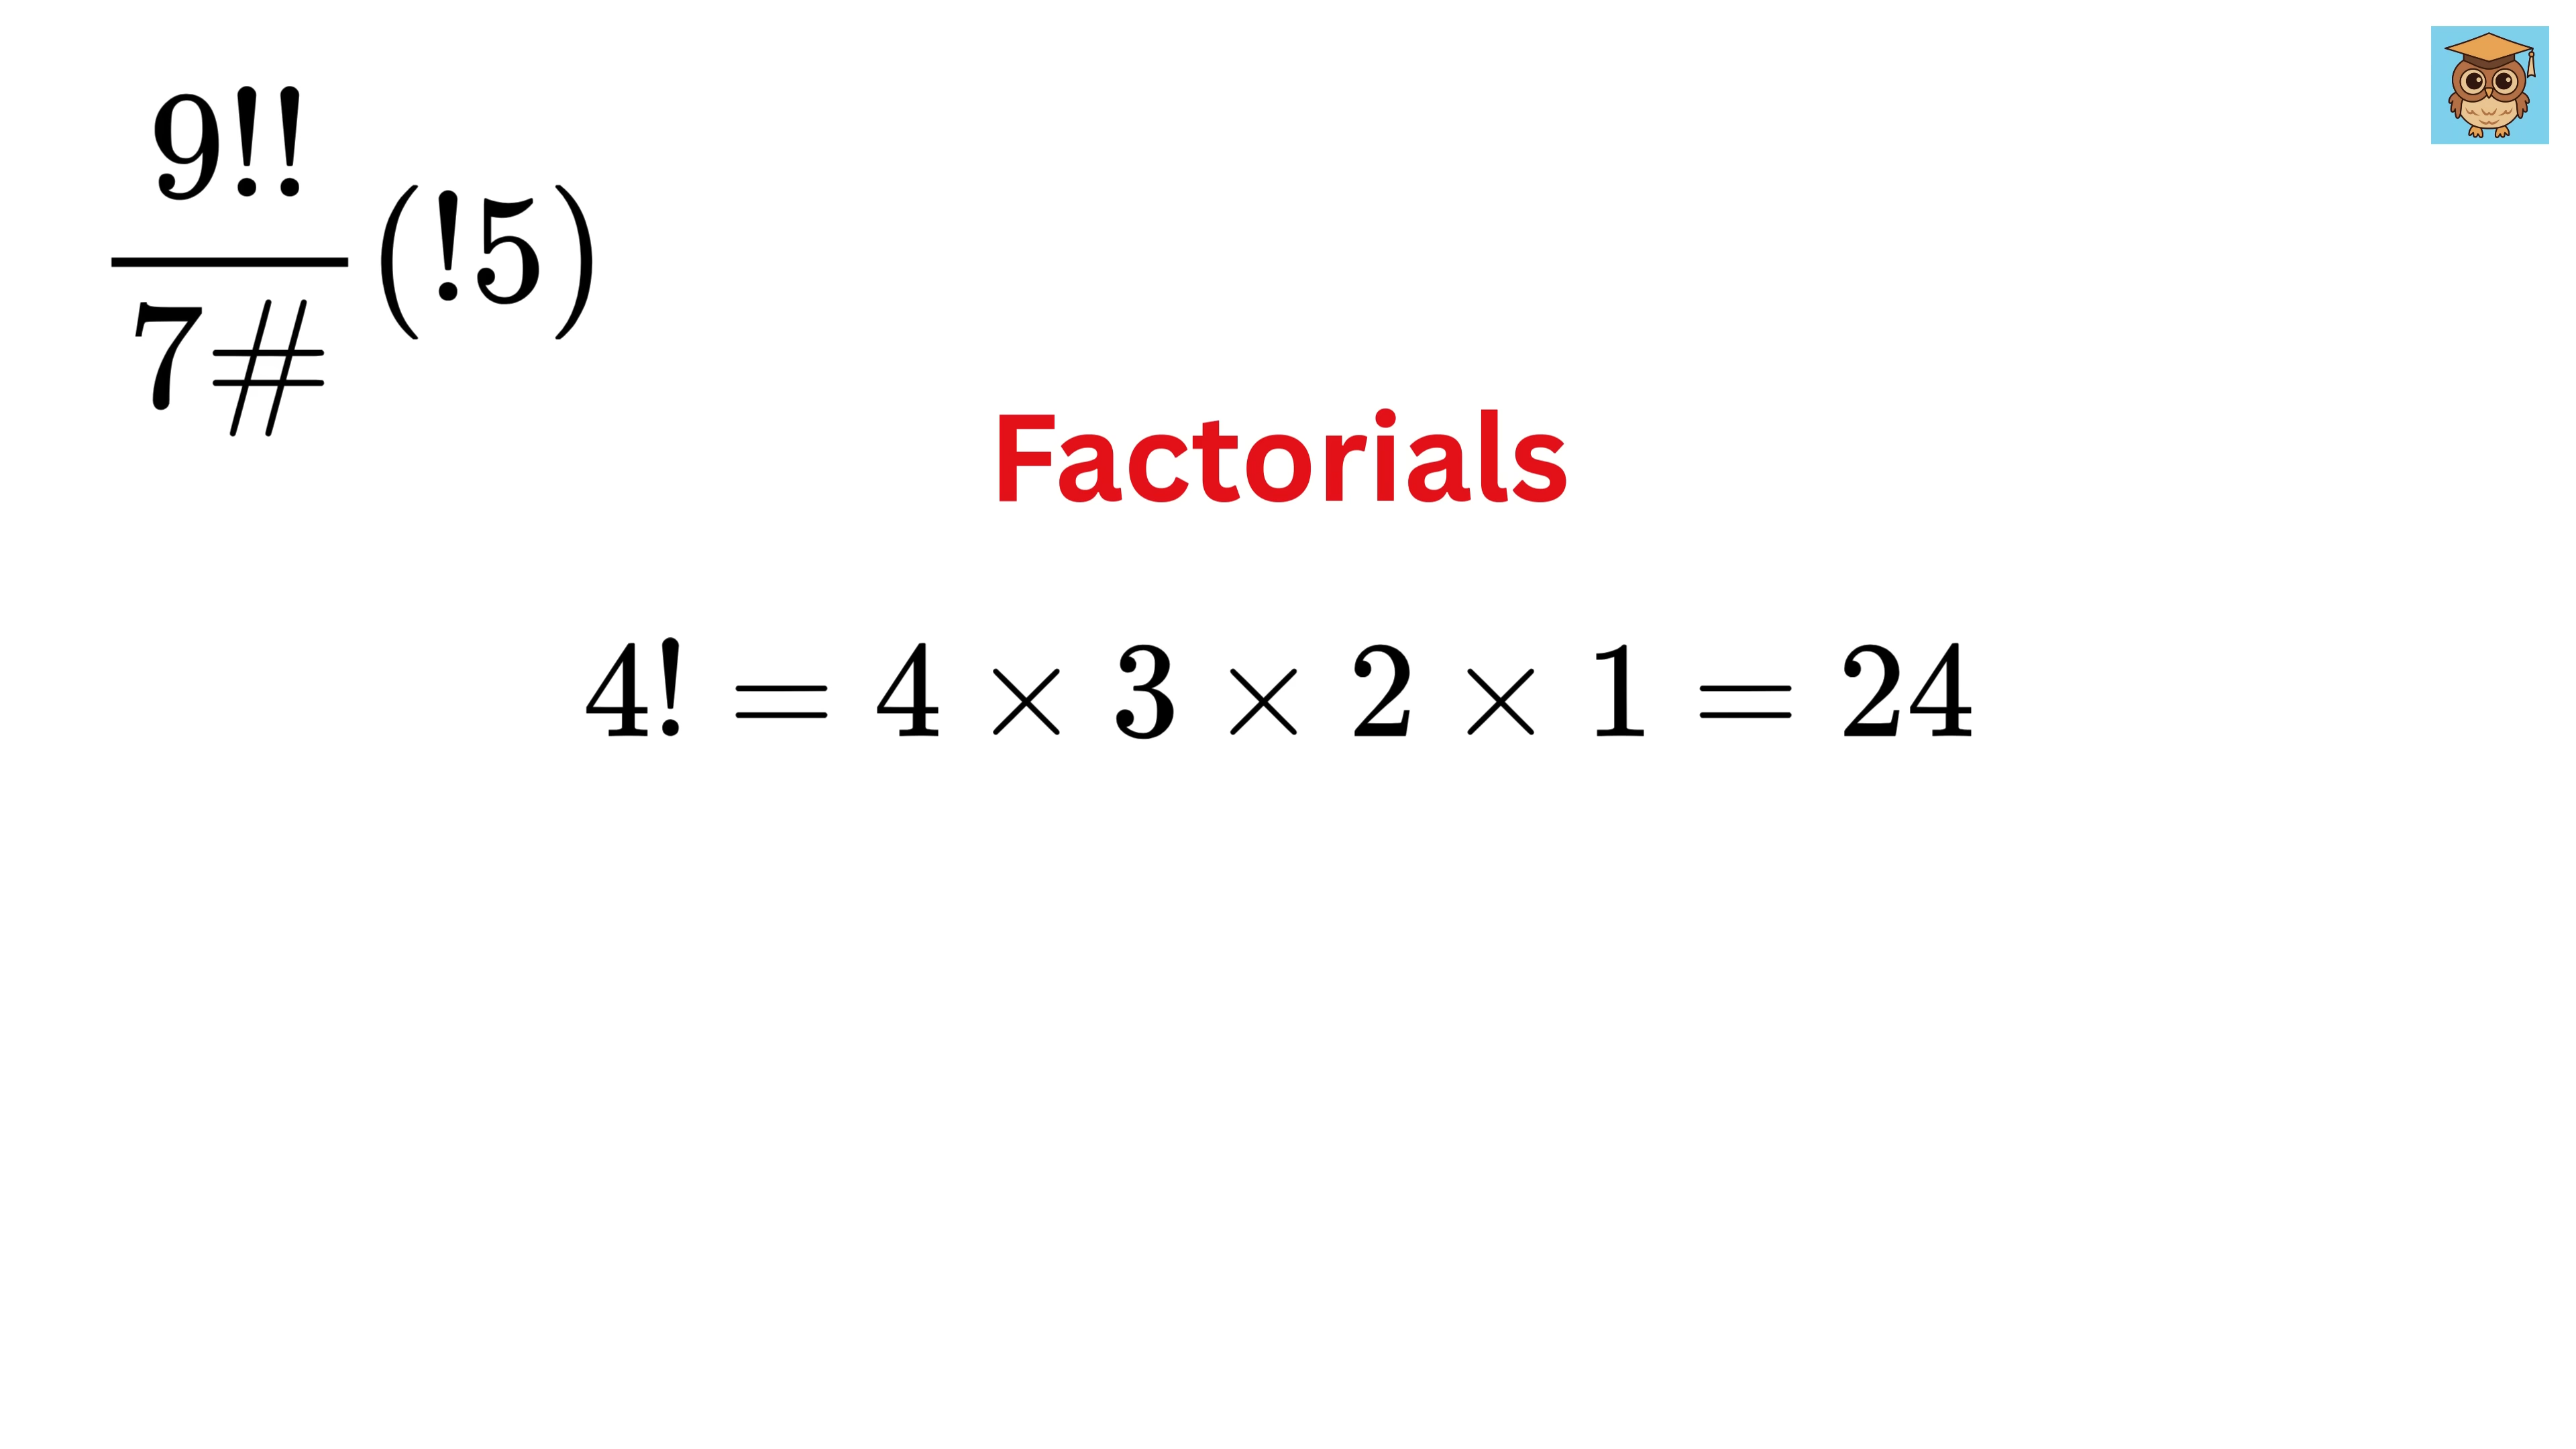 9!!
7# (!5)
Factorials
4! = 4 × 3 × 2 × 1 = 24